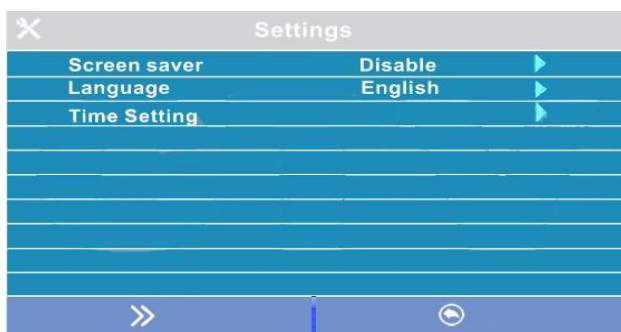 Settings
Screen saver Disable
Language English
Time Setting